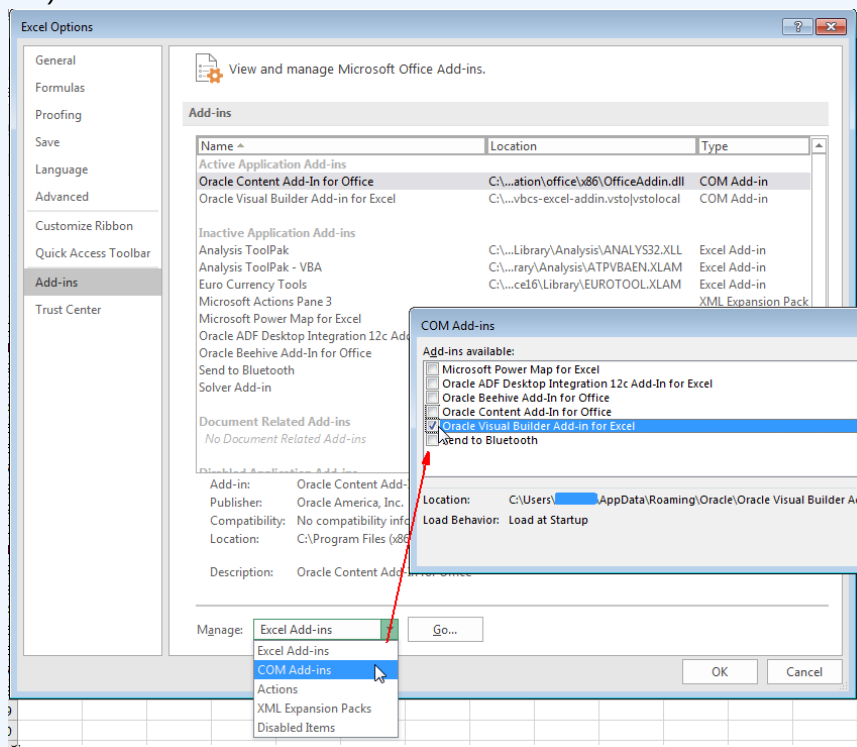 Excel Options
General
Formulas
Proofing
Save
Language
Advanced
Customize Ribbon
Quick Access Toolbar
Add-ins
Trust Center
View and manage Microsoft Office Add-ins.
Add-ins
Name Location Type
Active Application Add-ins
Oracle Content Add-In for Office C:\...ation\office\x86\OfficeAddin.dll COM Add-in
Oracle Visual Builder Add-in for Excel C:\...vbcs-excel-addin.vsto|vstolocal COM Add-in
Inactive Application Add-ins
Analysis ToolPak C:\...Library\Analysis\ANALYS32.XLL Excel Add-in
Analysis ToolPak - VBA C:\...rary\Analysis\ATPVBAEN.XLAM Excel Add-in
Euro Currency Tools C:\...ce16\Library\EUROTOOL.XLAM Excel Add-in
Microsoft Actions Pane 3 XML Expansion Pack
Microsoft Power Map for Excel
Oracle ADF Desktop Integration 12c Add
Oracle Beehive Add-In for Office
Send to Bluetooth
Solver Add-in
Document Related Add-ins
No Document Related Add-ins
Disabled Application Add-ins
Add-in: Oracle Content Add-
Publisher: Oracle America, Inc.
Compatibility: No compatibility info
Location: C:\Program Files (x86
Description: Oracle Content Add-In for Office
Manage: Excel Add-ins Go...
Excel Add-ins
COM Add-ins
Actions
XML Expansion Packs
Disabled Items
OK Cancel
COM Add-ins
Add-ins available:
Microsoft Power Map for Excel
Oracle ADF Desktop Integration 12c Add-In for Excel
Oracle Beehive Add-In for Office
Oracle Content Add-In for Office
Oracle Visual Builder Add-in for Excel
Send to Bluetooth
Location: C:\Users\ AppData\Roaming\Oracle\Oracle Visual Builder Ad
Load Behavior: Load at Startup